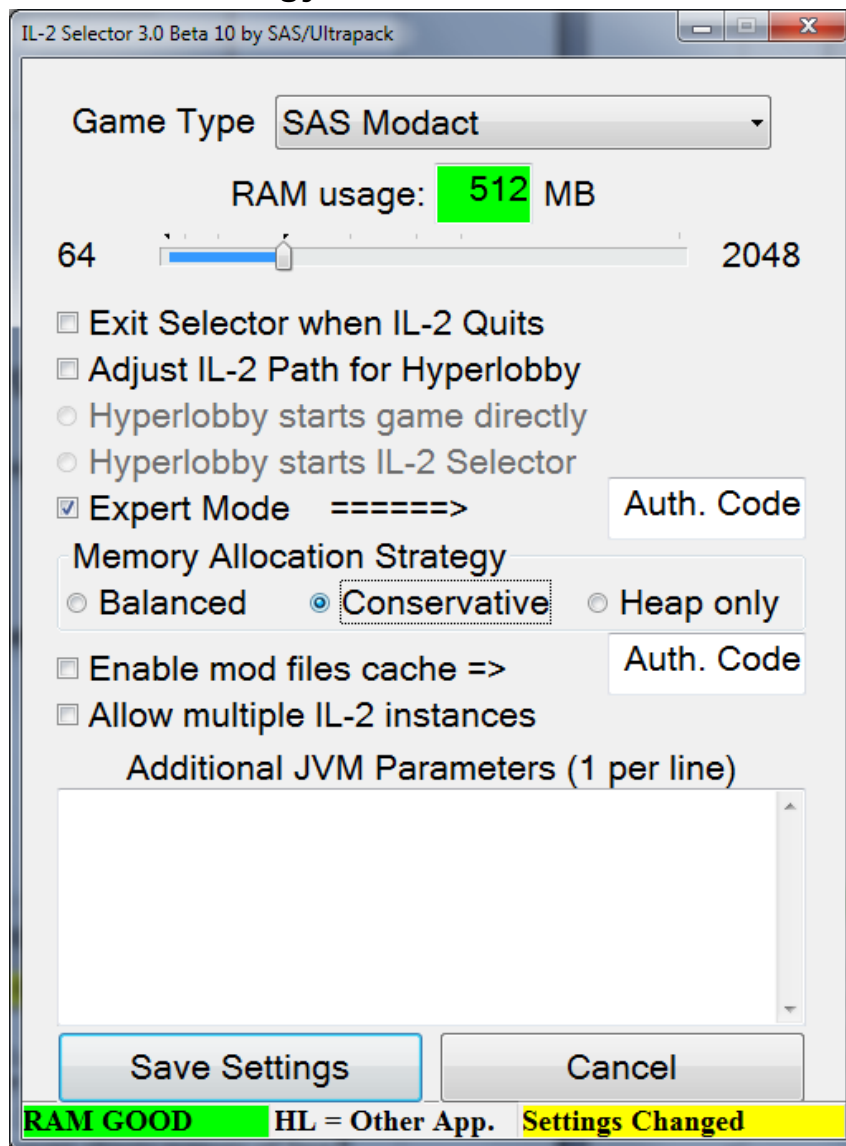 IL-2 Selector 3.0 Beta 10 by SAS/Ultrapack
Game Type SAS Modact
RAM usage: 512 MB
64 2048
Exit Selector when IL-2 Quits
Adjust IL-2 Path for Hyperlobby
Hyperlobby starts game directly
Hyperlobby starts IL-2 Selector
Expert Mode ======> Auth. Code
Memory Allocation Strategy
Balanced Conservative Heap only
Enable mod files cache => Auth. Code
Allow multiple IL-2 instances
Additional JVM Parameters (1 per line)
Save Settings Cancel
RAM GOOD HL = Other App. Settings Changed